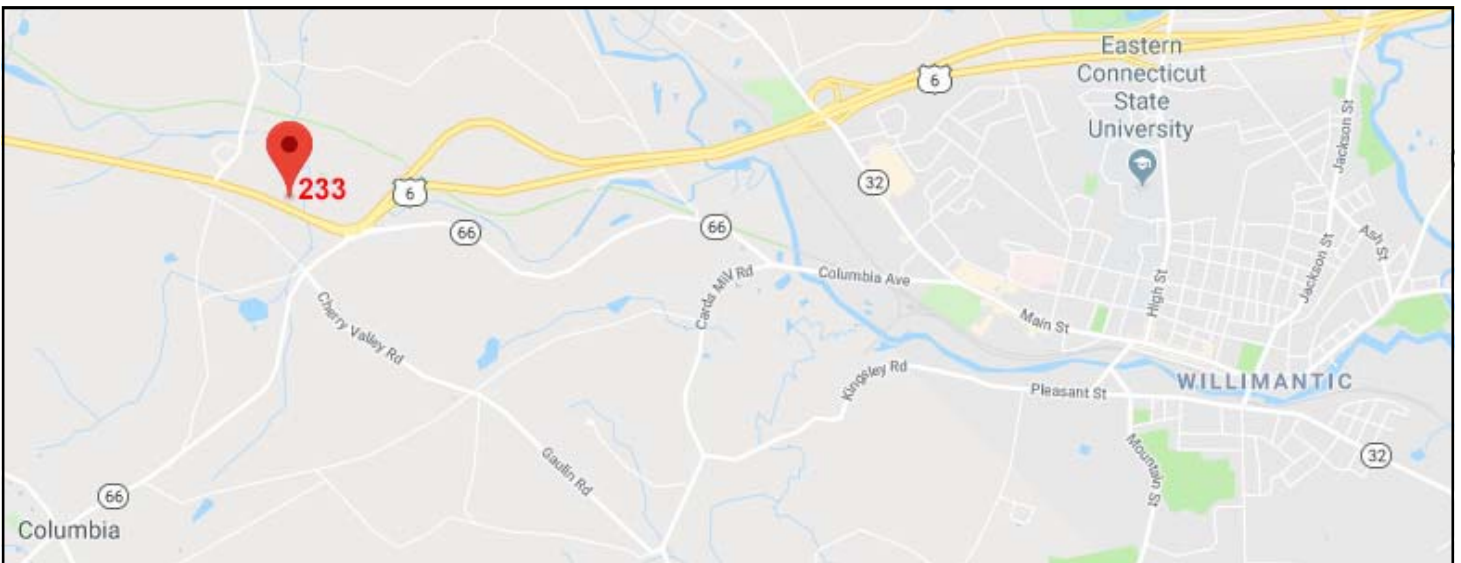 Eastern
Connecticut
State
University
6
Jackson St
32
233
6
66
66
Ash St
Carda Mill Rd
Columbia Ave
Jackson St
High St
Cherry Valley Rd
Main St
Kingsley Rd
WILLIMANTIC
Pleasant St
Mountain St
32
Gaulin Rd
66
Columbia